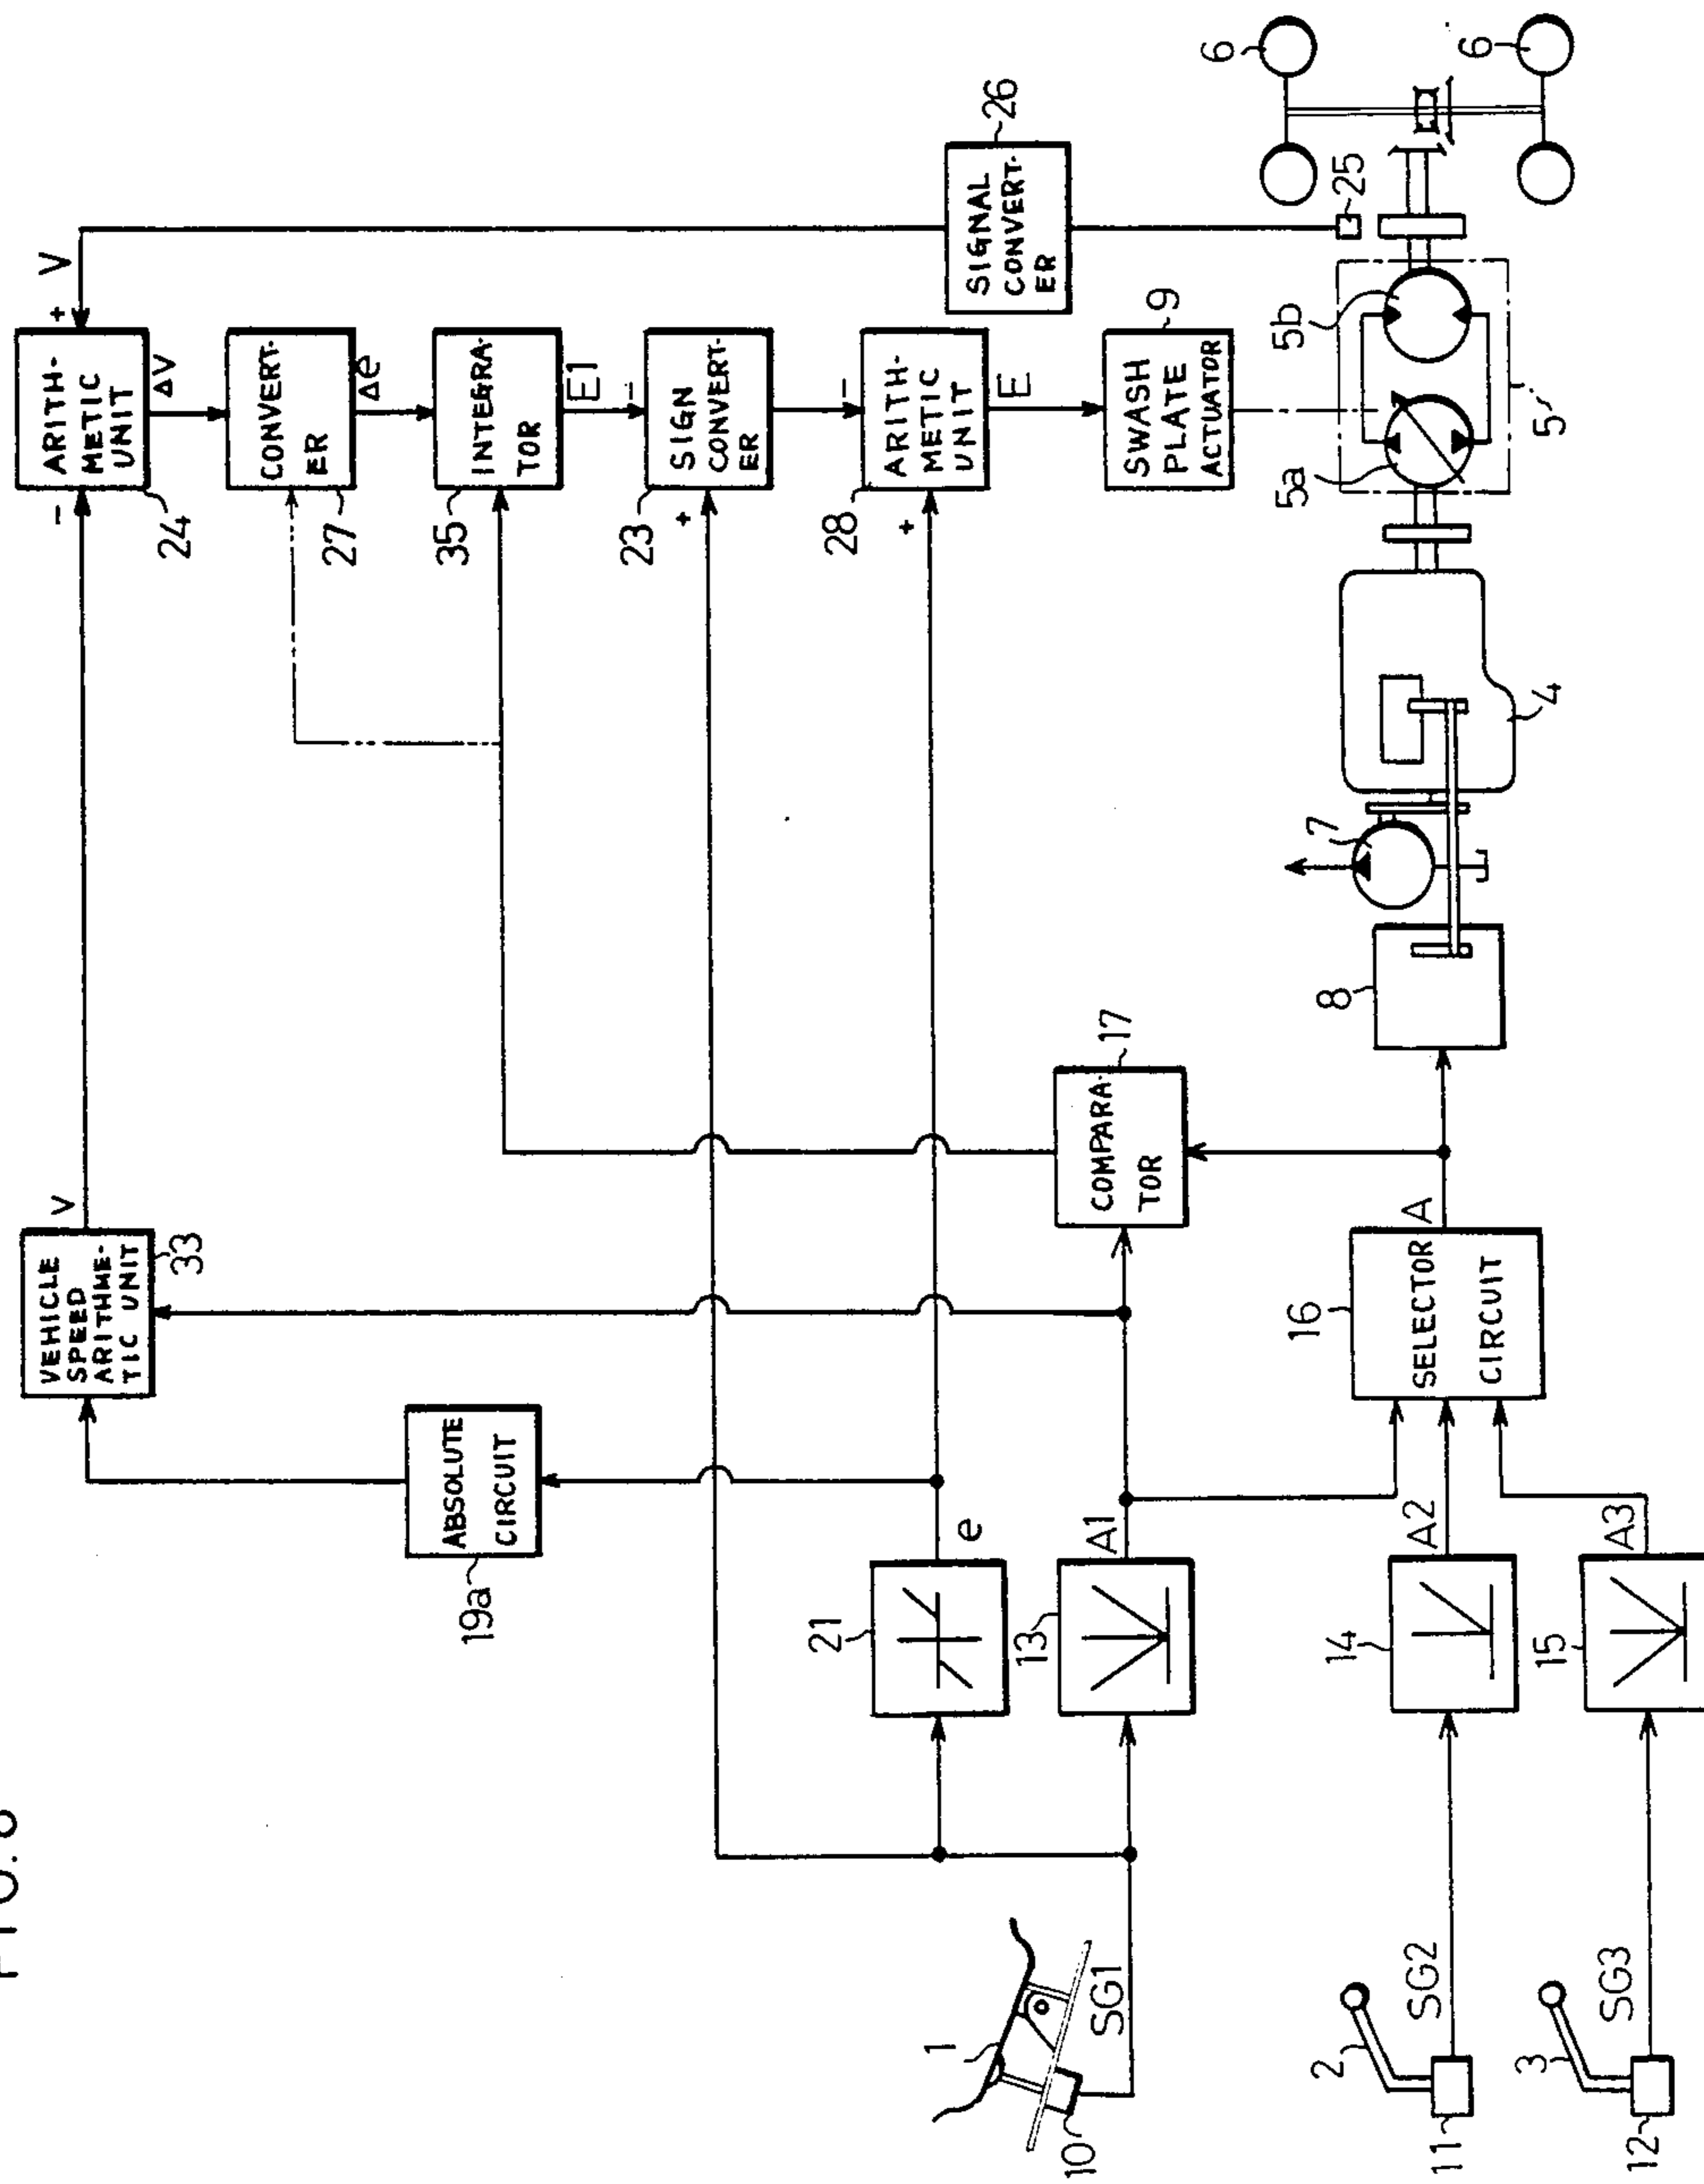 FIG. 8
VEHICLE
SPEED
ARITHME-
TIC UNIT
33
V
-
ARITH-
METIC
UNIT
24
+
V
ΔV
CONVERT-
ER
27
Δe
ABSOLUTE
CIRCUIT
19a
INTEGRA-
TOR
35
E1
-
SIGN
CONVERT-
ER
23
+
-
ARITH-
METIC
UNIT
28
+
E
SIGNAL
CONVERT-
ER
26
SWASH
PLATE
ACTUATOR
9
21
e
13
A1
COMPARA-
TOR
17
1
10
SG1
2
11
SG2
14
A2
3
12
SG3
15
A3
16
SELECTOR
CIRCUIT
A
8
7
4
5a
5b
5
25
6
6